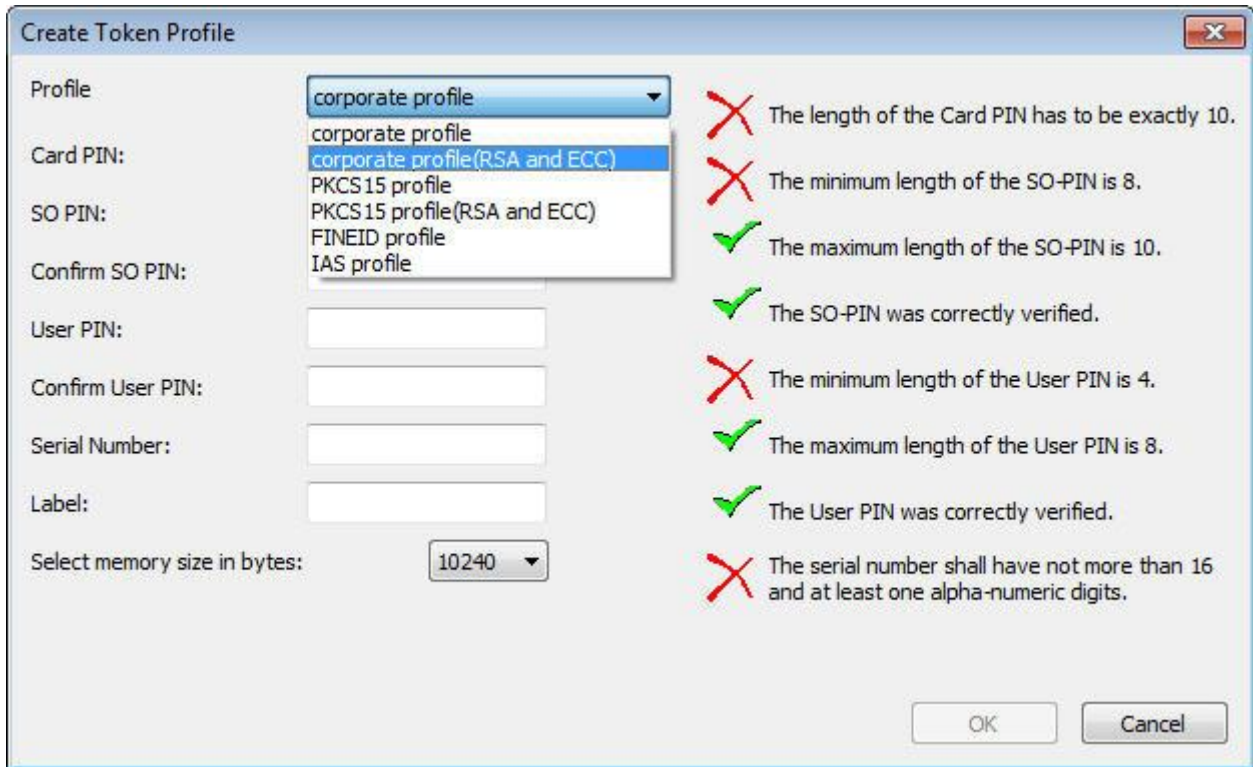 Create Token Profile
Profile
corporate profile
corporate profile
corporate profile(RSA and ECC)
PKCS15 profile
PKCS15 profile(RSA and ECC)
FINEID profile
IAS profile
Card PIN:
SO PIN:
Confirm SO PIN:
User PIN:
Confirm User PIN:
Serial Number:
Label:
Select memory size in bytes:
10240
The length of the Card PIN has to be exactly 10.
The minimum length of the SO-PIN is 8.
The maximum length of the SO-PIN is 10.
The SO-PIN was correctly verified.
The minimum length of the User PIN is 4.
The maximum length of the User PIN is 8.
The User PIN was correctly verified.
The serial number shall have not more than 16
and at least one alpha-numeric digits.
OK
Cancel